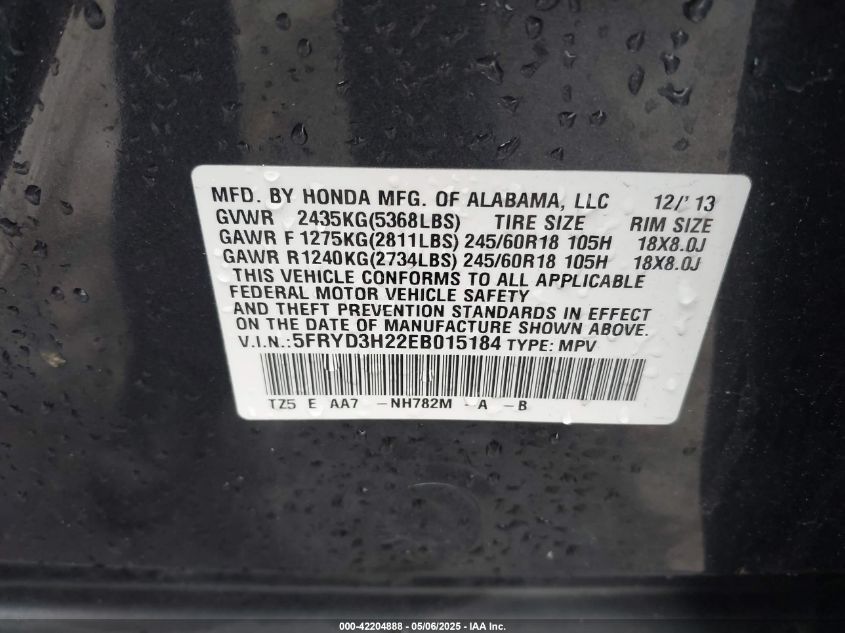 MFD. BY HONDA MFG. OF ALABAMA, LLC 12/'13
GVWR 2435KG(5368LBS) TIRE SIZE RIM SIZE
GAWR F 1275KG(2811LBS) 245/60R18 105H 18X8.0J
GAWR R 1240KG(2734LBS) 245/60R18 105H 18X8.0J
THIS VEHICLE CONFORMS TO ALL APPLICABLE
FEDERAL MOTOR VEHICLE SAFETY
AND THEFT PREVENTION STANDARDS IN EFFECT
ON THE DATE OF MANUFACTURE SHOWN ABOVE.
V.I.N.:5FRYD3H22EB015184 TYPE: MPV
TZ5 E AA7 -NH782M -A -B
000-42204888 - 05/06/2025 - IAA Inc.